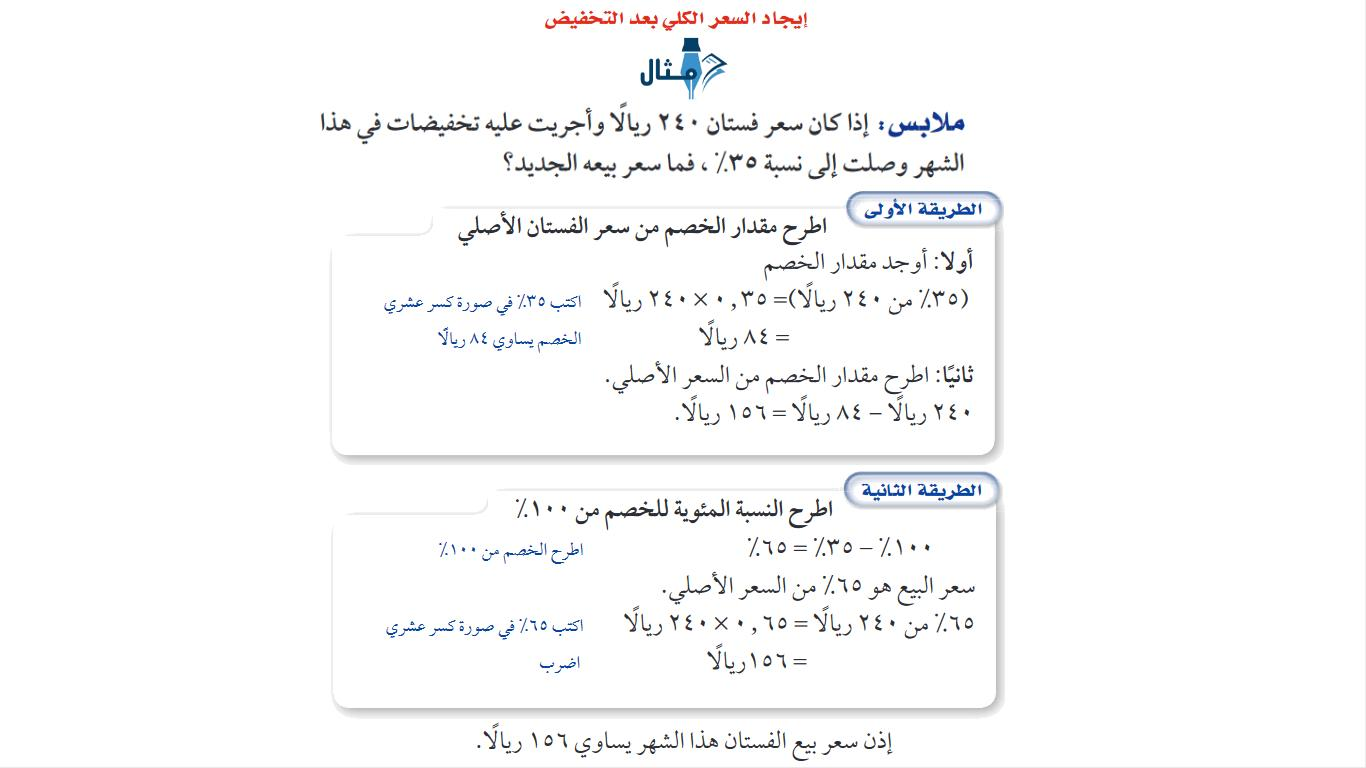 إيجاد السعر الكلي بعد التخفيض
مثال
ملابس: إذا كان سعر فستان ٢٤٠ ريالًا وأجريت عليه تخفيضات في هذا
الشهر وصلت إلى نسبة ٣٥٪ ، فما سعر بيعه الجديد؟
الطريقة الأولى
اطرح مقدار الخصم من سعر الفستان الأصلي
أولا: أوجد مقدار الخصم
(٣٥٪ من ٢٤٠ ريالًا)= ٠,٣٥ × ٢٤٠ ريالًا اكتب ٣٥٪ في صورة كسر عشري
= ٨٤ ريالًا الخصم يساوي ٨٤ ريالًا
ثانيًا: اطرح مقدار الخصم من السعر الأصلي.
٢٤٠ ريالًا – ٨٤ ريالًا = ١٥٦ ريالًا.
الطريقة الثانية
اطرح النسبة المئوية للخصم من ١٠٠٪
١٠٠٪ – ٣٥٪ = ٦٥٪ اطرح الخصم من ١٠٠٪
سعر البيع هو ٦٥٪ من السعر الأصلي.
٦٥٪ من ٢٤٠ ريالًا = ٠,٦٥ × ٢٤٠ ريالًا اكتب ٦٥٪ في صورة كسر عشري
= ١٥٦ريالًا اضرب
إذن سعر بيع الفستان هذا الشهر يساوي ١٥٦ ريالًا.